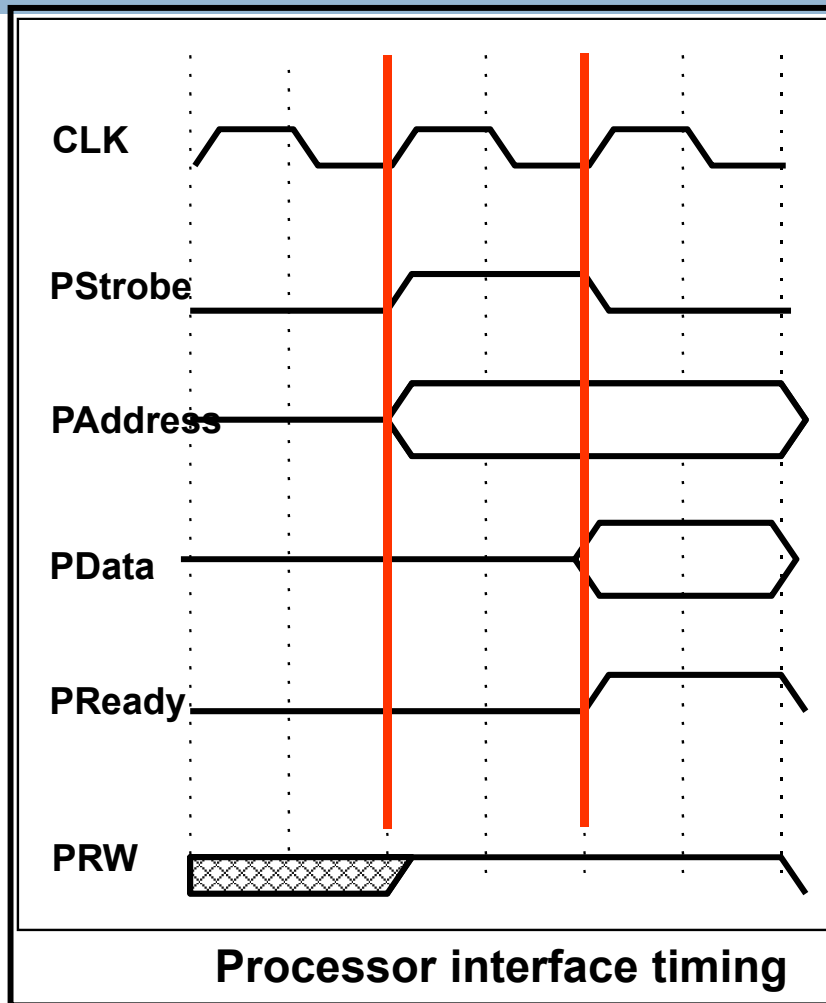 CLK
PStrobe
PAddress
PData
PReady
PRW
Processor interface timing